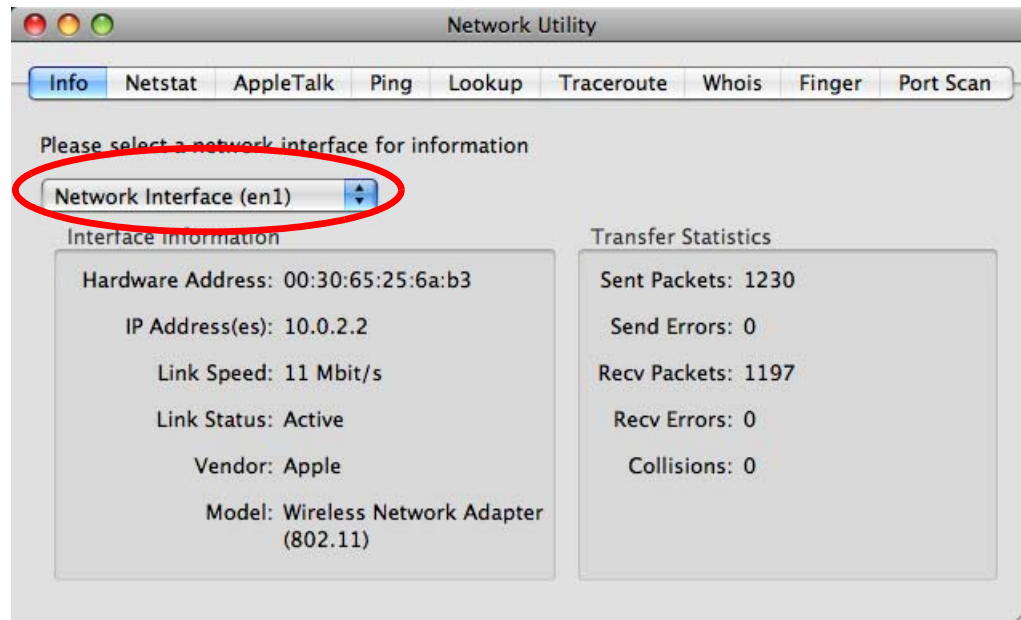 Network Utility
Info Netstat AppleTalk Ping Lookup Traceroute Whois Finger Port Scan
Please select a network interface for information
Network Interface (en1)
Interface Information
Hardware Address: 00:30:65:25:6a:b3
IP Address(es): 10.0.2.2
Link Speed: 11 Mbit/s
Link Status: Active
Vendor: Apple
Model: Wireless Network Adapter
(802.11)
Transfer Statistics
Sent Packets: 1230
Send Errors: 0
Recv Packets: 1197
Recv Errors: 0
Collisions: 0